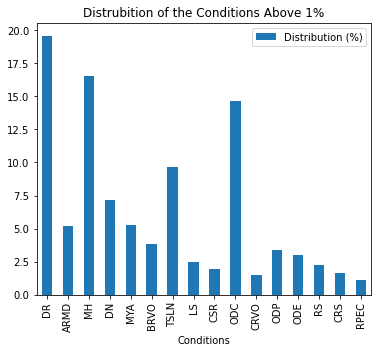 Distrubition of the Conditions Above 1%
Distribution (%)
20.0
17.5
15.0
12.5
10.0
7.5
5.0
2.5
0.0
DR
ARMD
MH
DN
MYA
BRVO
TSLN
LS
CSR
ODC
CRVO
ODP
ODE
RS
CRS
RPEC
Conditions